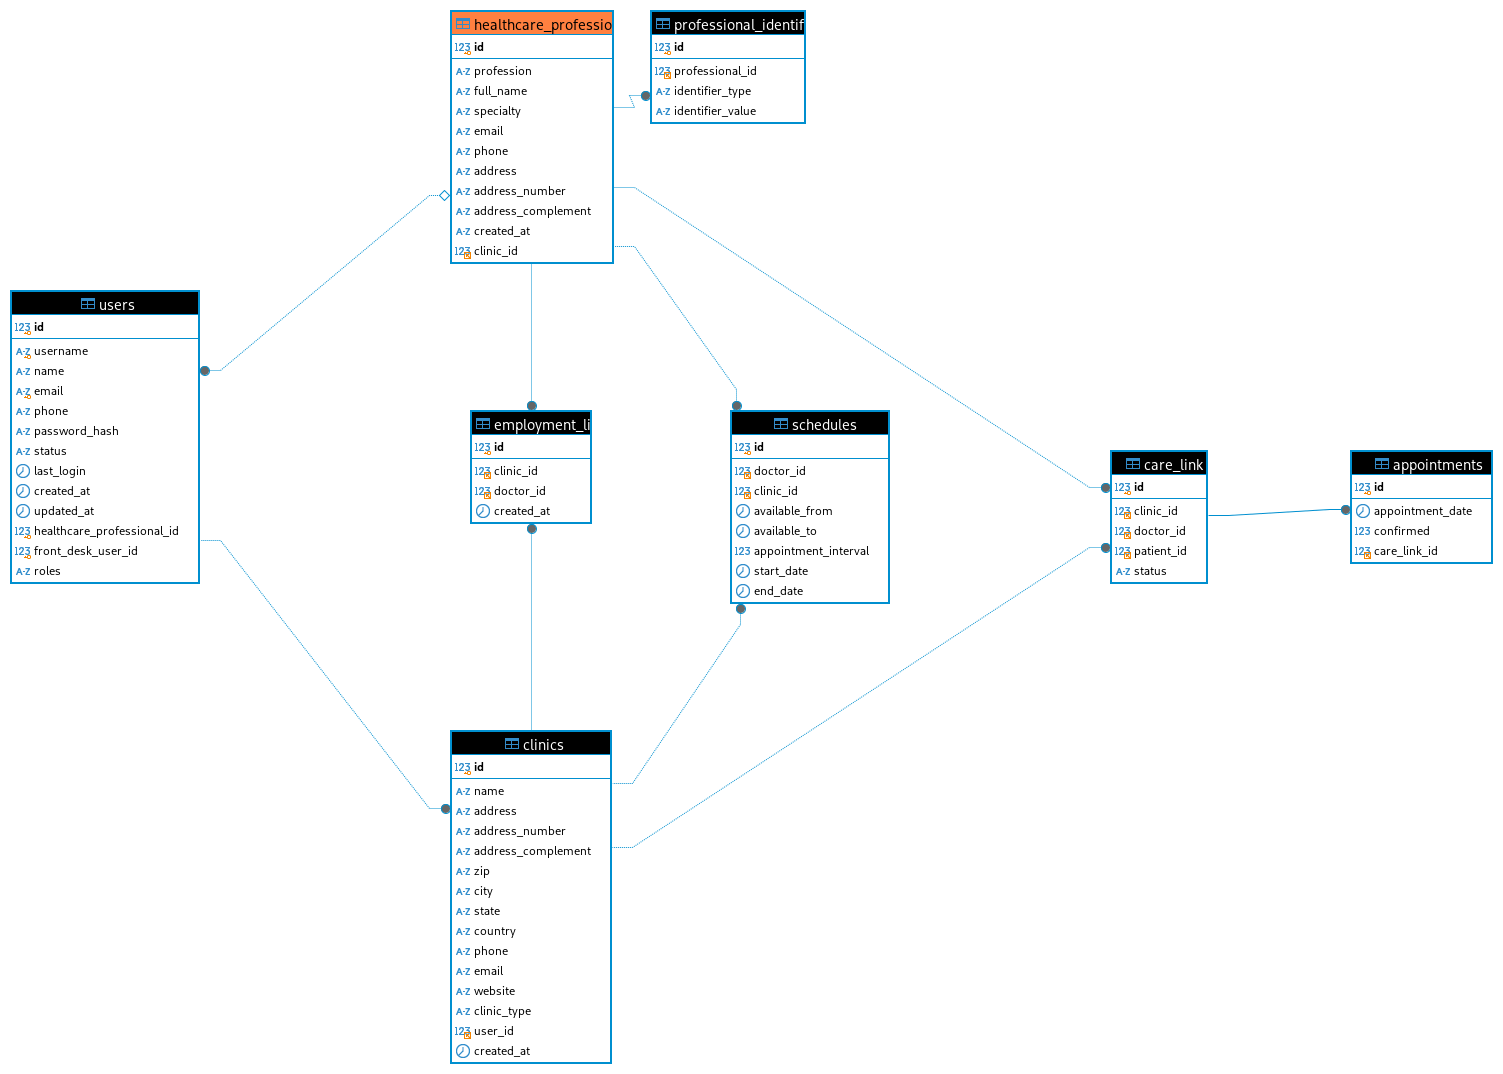 healthcare_professio
123 id
A-Z profession
A-Z full_name
A-Z specialty
A-Z email
A-Z phone
A-Z address
A-Z address_number
A-Z address_complement
A-Z created_at
123 clinic_id
professional_identif
123 id
123 professional_id
A-Z identifier_type
A-Z identifier_value
users
123 id
A-Z username
A-Z name
A-Z email
A-Z phone
A-Z password_hash
A-Z status
last_login
created_at
updated_at
123 healthcare_professional_id
123 front_desk_user_id
A-Z roles
employment_li
123 id
123 clinic_id
123 doctor_id
created_at
schedules
123 id
123 doctor_id
123 clinic_id
available_from
available_to
123 appointment_interval
start_date
end_date
care_link
123 id
123 clinic_id
123 doctor_id
123 patient_id
A-Z status
appointments
123 id
appointment_date
123 confirmed
123 care_link_id
clinics
123 id
A-Z name
A-Z address
A-Z address_number
A-Z address_complement
A-Z zip
A-Z city
A-Z state
A-Z country
A-Z phone
A-Z email
A-Z website
A-Z clinic_type
123 user_id
created_at